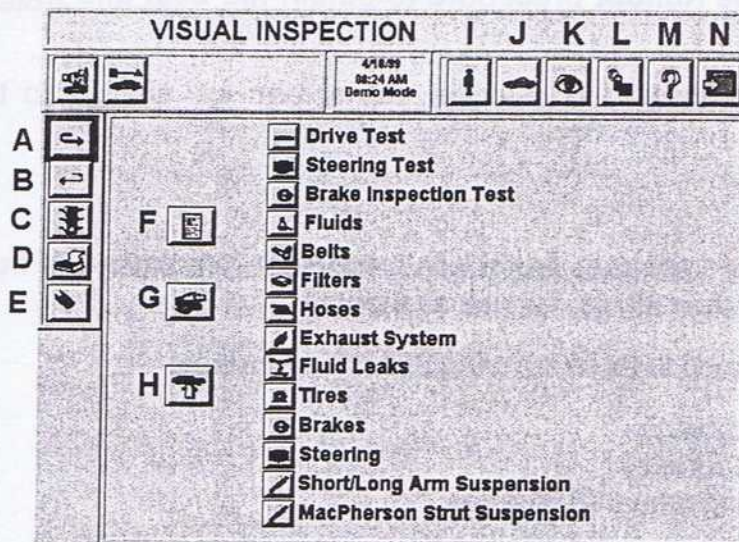 VISUAL INSPECTION I J K L M N
4/16/99
08:24 AM
Demo Mode
A
B
C
D
E
F
G
H
Drive Test
Steering Test
Brake Inspection Test
Fluids
Belts
Filters
Hoses
Exhaust System
Fluid Leaks
Tires
Brakes
Steering
Short/Long Arm Suspension
MacPherson Strut Suspension